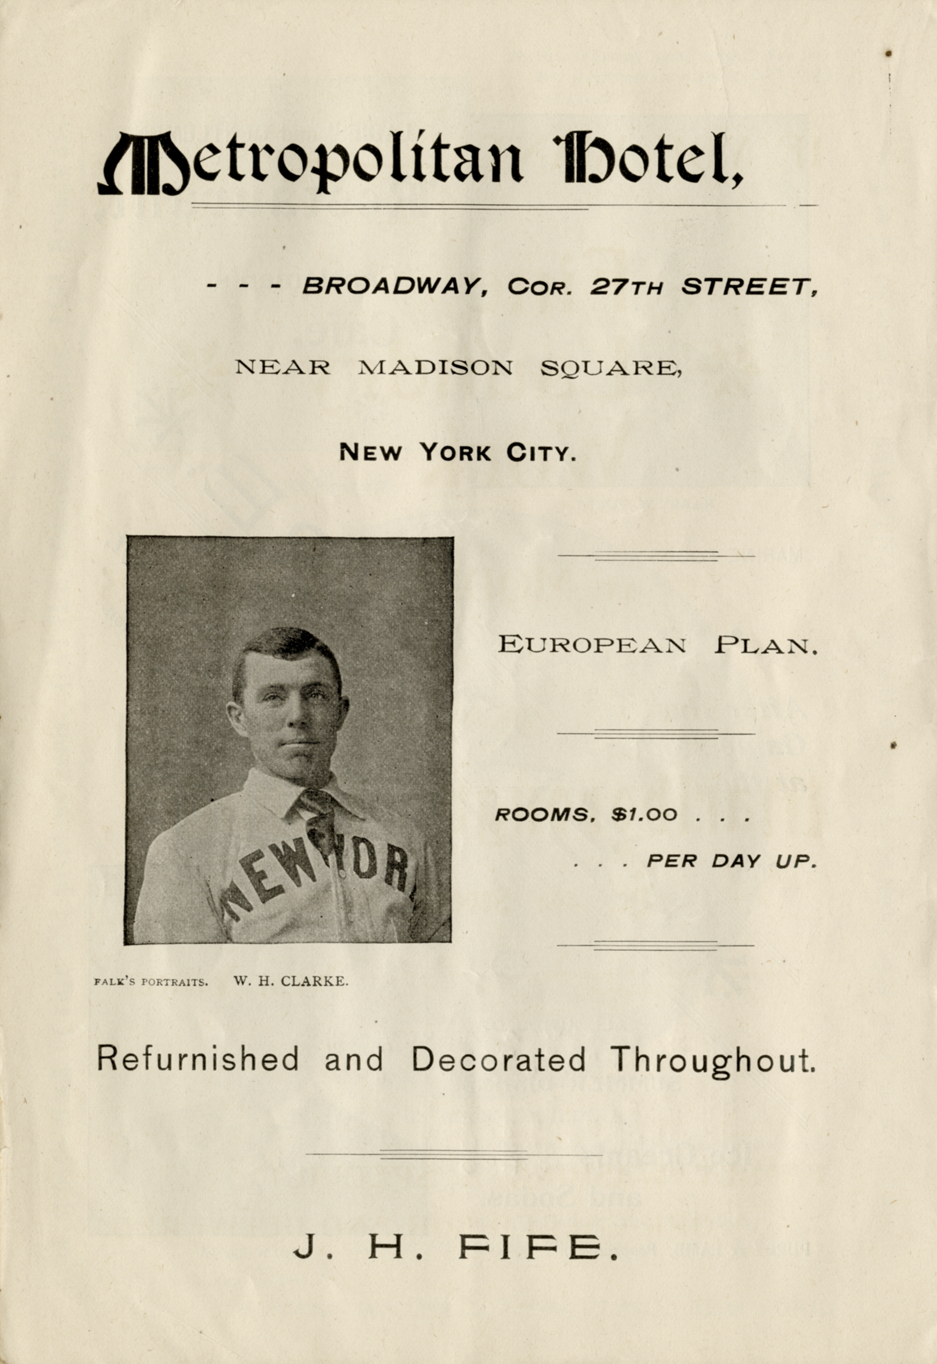 Metropolitan Hotel,
- - - BROADWAY, COR. 27TH STREET,
NEAR MADISON SQUARE,
NEW YORK CITY.
EUROPEAN PLAN.
ROOMS, $1.00 . . .
. . . PER DAY UP.
NEW YORK
FALK'S PORTRAITS. W. H. CLARKE.
Refurnished and Decorated Throughout.
J. H. FIFE.